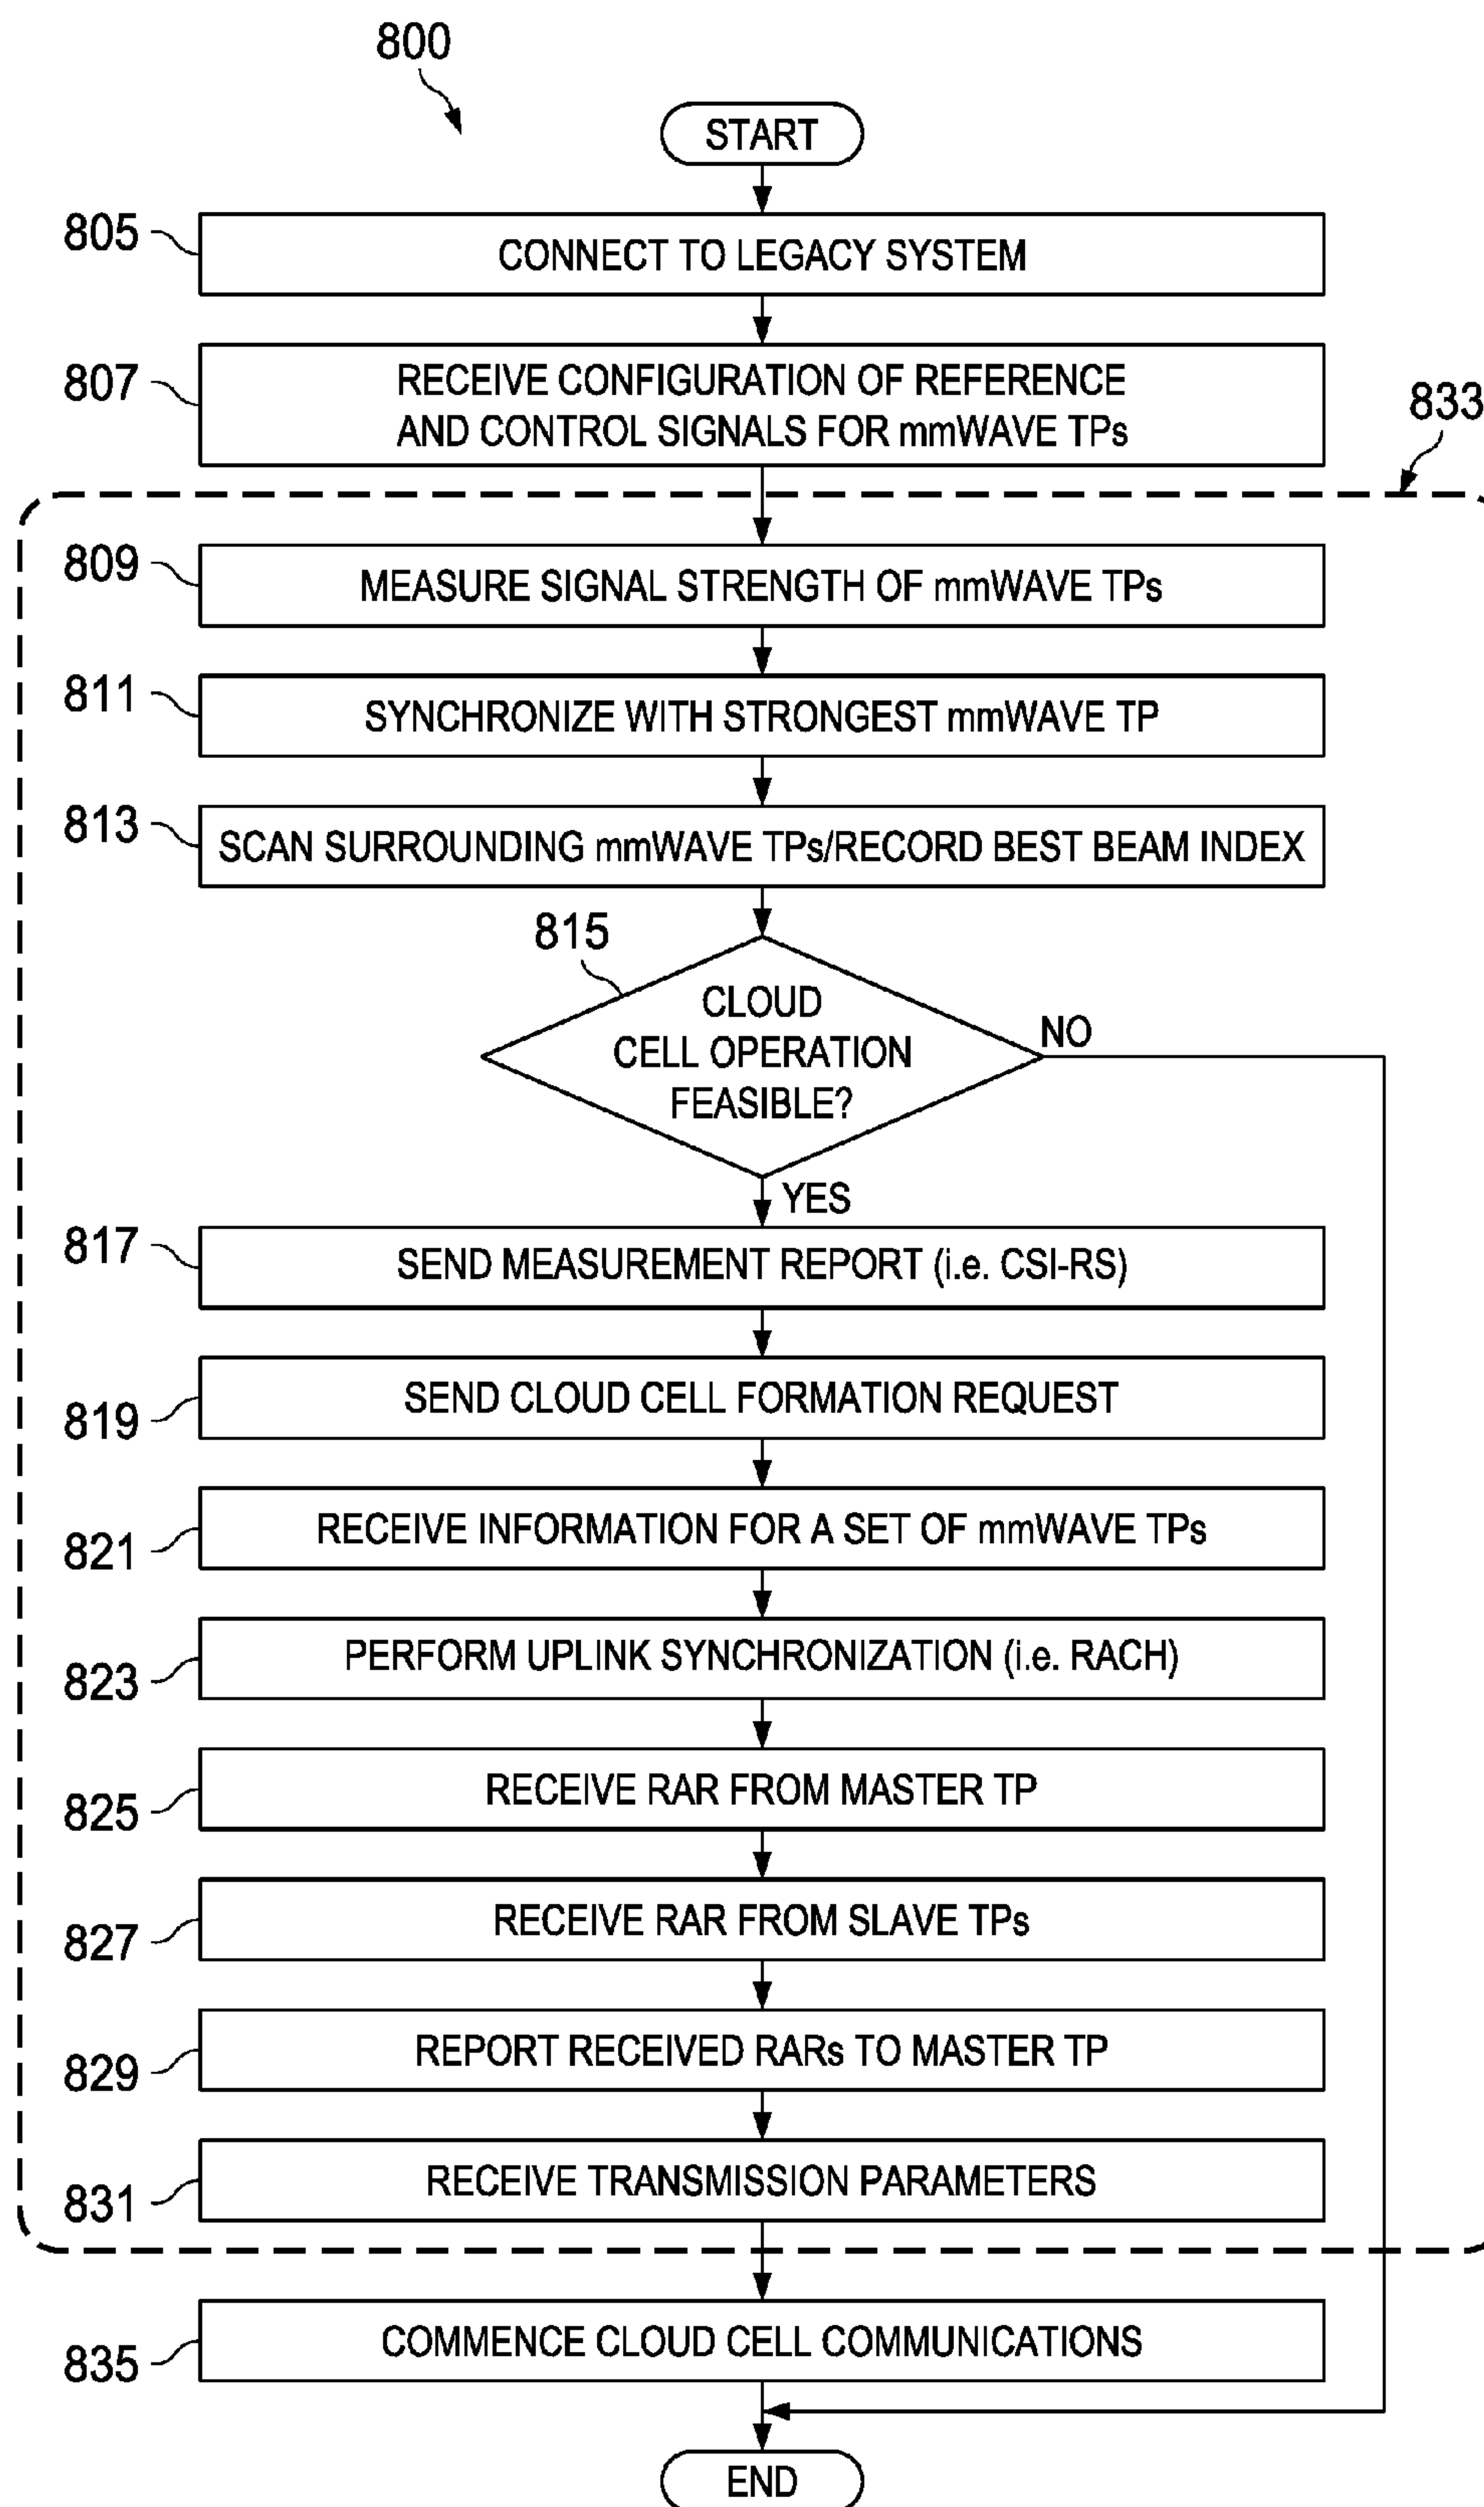 800
START
805
CONNECT TO LEGACY SYSTEM
807
RECEIVE CONFIGURATION OF REFERENCE
AND CONTROL SIGNALS FOR mmWAVE TPs
833
809
MEASURE SIGNAL STRENGTH OF mmWAVE TPs
811
SYNCHRONIZE WITH STRONGEST mmWAVE TP
813
SCAN SURROUNDING mmWAVE TPs/RECORD BEST BEAM INDEX
815
CLOUD
CELL OPERATION
FEASIBLE?
NO
YES
817
SEND MEASUREMENT REPORT (i.e. CSI-RS)
819
SEND CLOUD CELL FORMATION REQUEST
821
RECEIVE INFORMATION FOR A SET OF mmWAVE TPs
823
PERFORM UPLINK SYNCHRONIZATION (i.e. RACH)
825
RECEIVE RAR FROM MASTER TP
827
RECEIVE RAR FROM SLAVE TPs
829
REPORT RECEIVED RARs TO MASTER TP
831
RECEIVE TRANSMISSION PARAMETERS
835
COMMENCE CLOUD CELL COMMUNICATIONS
END